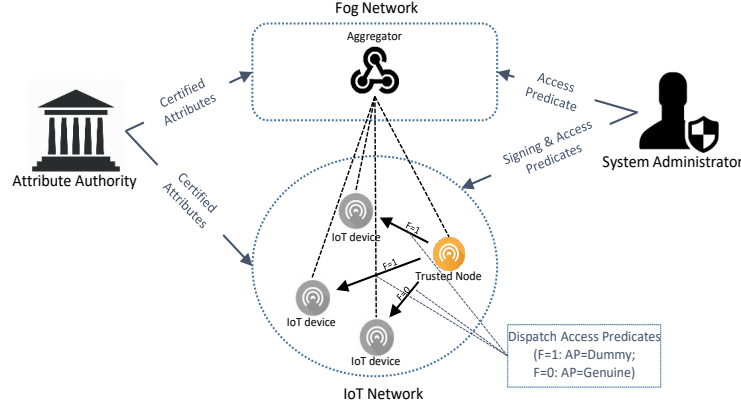 Fog Network
Aggregator
Certified
Attributes
Access
Predicate
Signing & Access
Predicates
Attribute Authority
System Administrator
Certified
Attributes
F=1
IoT device
F=1
Trusted Node
F=0
IoT device
IoT device
Dispatch Access Predicates
(F=1: AP=Dummy;
F=0: AP=Genuine)
IoT Network